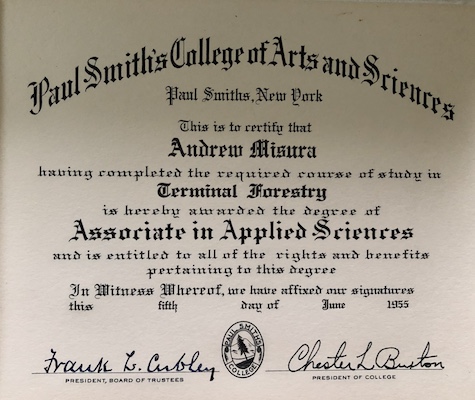 Paul Smith's College of Arts and Sciences
Paul Smiths, New York
This is to certify that
Andrew Misura
having completed the required course of study in
Terminal Forestry
is hereby awarded the degree of
Associate in Applied Sciences
and is entitled to all of the rights and benefits
pertaining to this degree
In Witness Whereof, we have affixed our signatures
this fifth day of June 1955
PAUL SMITHS COLLEGE
Chester L Buxton
PRESIDENT, BOARD OF TRUSTEES
PRESIDENT OF COLLEGE